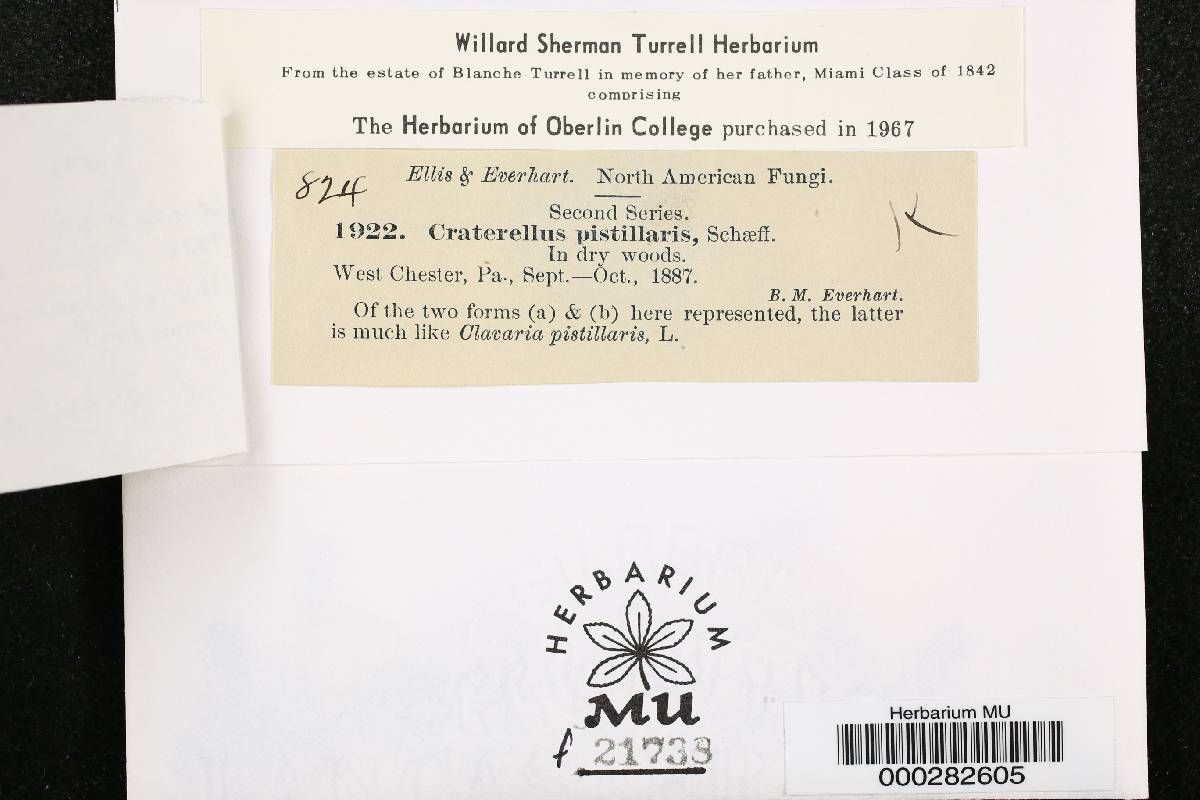 Willard Sherman Turrell Herbarium
From the estate of Blanche Turrell in memory of her father, Miami Class of 1842
comprising
The Herbarium of Oberlin College purchased in 1967
824
Ellis & Everhart. North American Fungi.
Second Series.
1922. Craterellus pistillaris, Schæff.
In dry woods.
West Chester, Pa., Sept.—Oct., 1887.
B. M. Everhart.
Of the two forms (a) & (b) here represented, the latter
is much like Clavaria pistillaris, L.
K
HERBARIUM
MU
f 21738
Herbarium MU
000282605